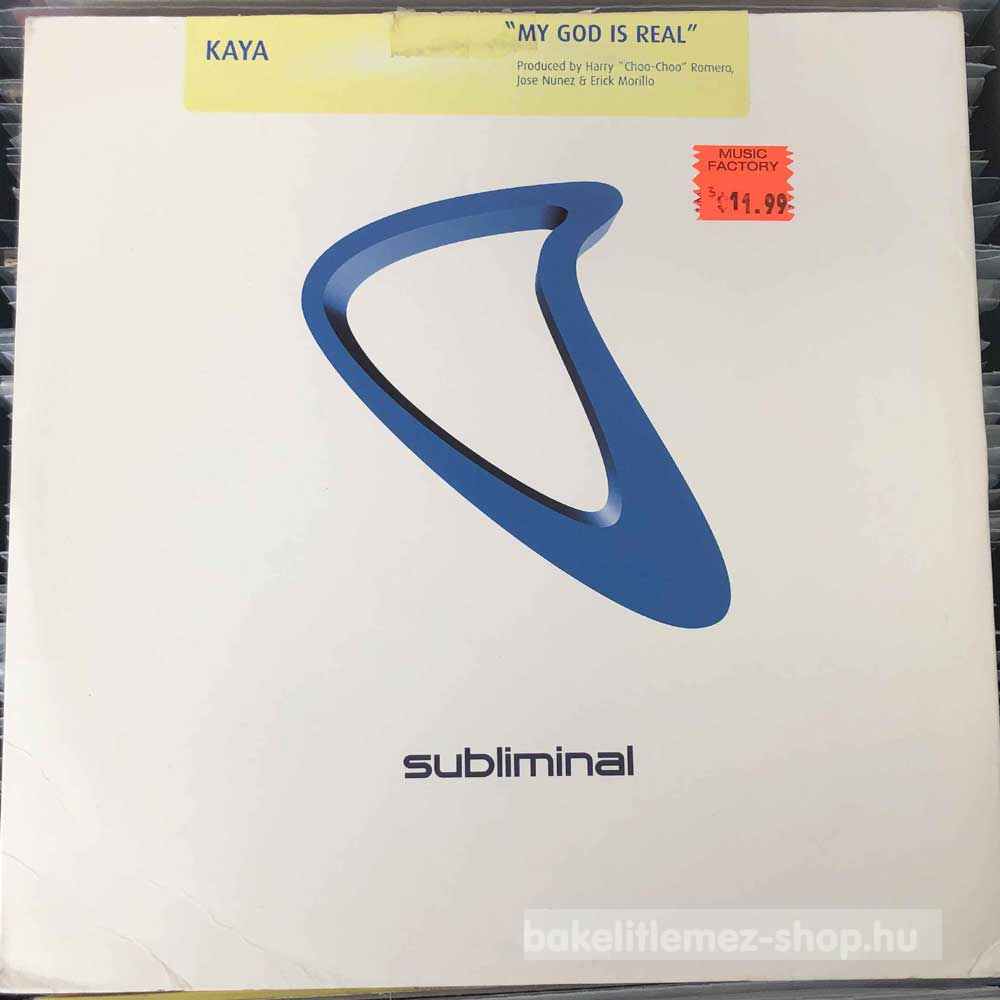 KAYA
"MY GOD IS REAL"
Produced by Harry "Choo-Choo" Romero,
Jose Nunez & Erick Morillo
MUSIC
FACTORY
11.99
subliminal
bakelitlemez-shop.hu